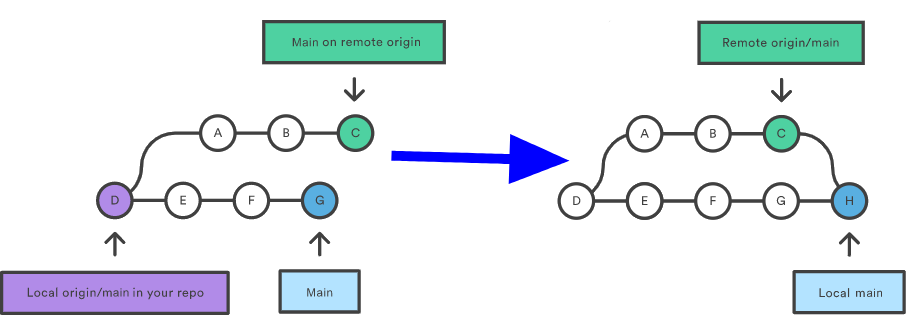 Main on remote origin
Remote origin/main
A
B
C
A
B
C
D
E
F
G
D
E
F
G
H
Local origin/main in your repo
Main
Local main